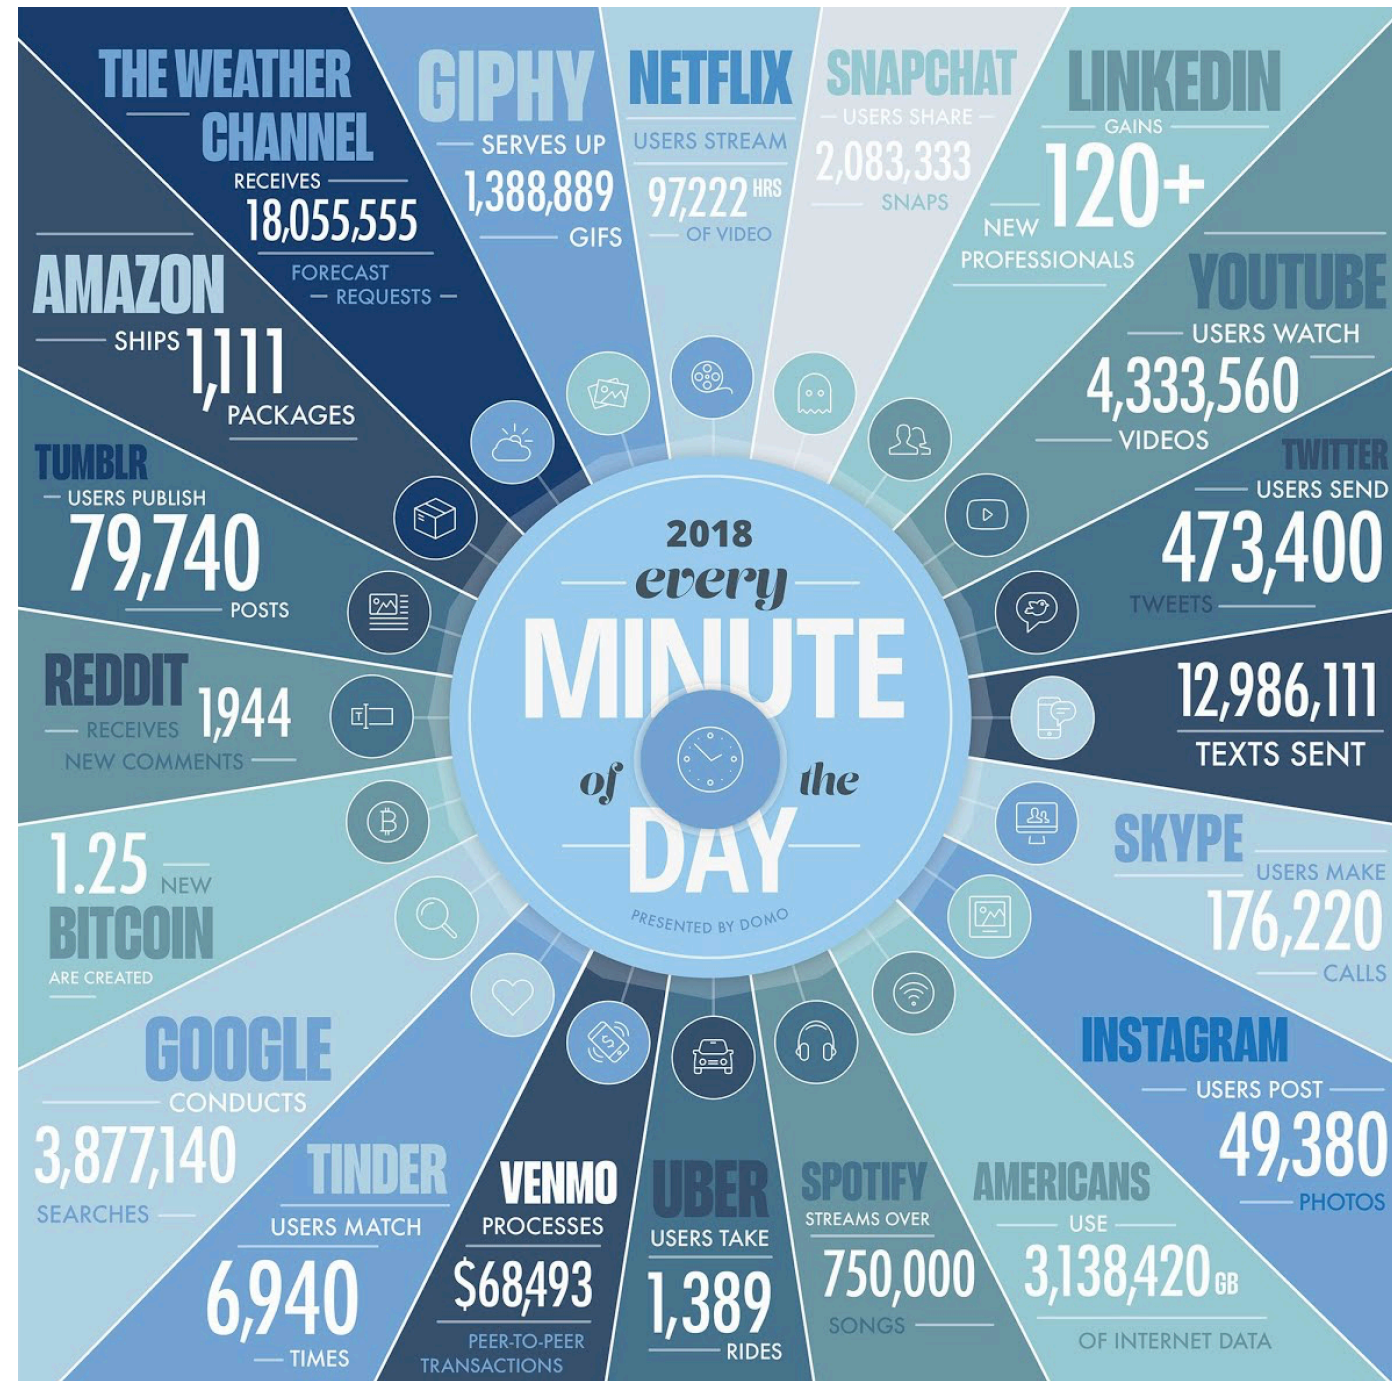 2018
every
MINUTE
of the
DAY
PRESENTED BY DOMO
THE WEATHER
CHANNEL
RECEIVES
18,055,555
FORECAST
REQUESTS
GIPHY
SERVES UP
1,388,889
GIFS
NETFLIX
USERS STREAM
97,222 HRS
OF VIDEO
SNAPCHAT
USERS SHARE
2,083,333
SNAPS
LINKEDIN
GAINS
120+
NEW
PROFESSIONALS
YOUTUBE
USERS WATCH
4,333,560
VIDEOS
TWITTER
USERS SEND
473,400
TWEETS
12,986,111
TEXTS SENT
SKYPE
USERS MAKE
176,220
CALLS
INSTAGRAM
USERS POST
49,380
PHOTOS
AMERICANS
USE
3,138,420 GB
OF INTERNET DATA
SPOTIFY
STREAMS OVER
750,000
SONGS
UBER
USERS TAKE
1,389
RIDES
VENMO
PROCESSES
$68,493
PEER-TO-PEER
TRANSACTIONS
TINDER
USERS MATCH
6,940
TIMES
GOOGLE
CONDUCTS
3,877,140
SEARCHES
1.25 NEW
BITCOIN
ARE CREATED
REDDIT
RECEIVES 1,944
NEW COMMENTS
TUMBLR
USERS PUBLISH
79,740
POSTS
AMAZON
SHIPS 1,111
PACKAGES